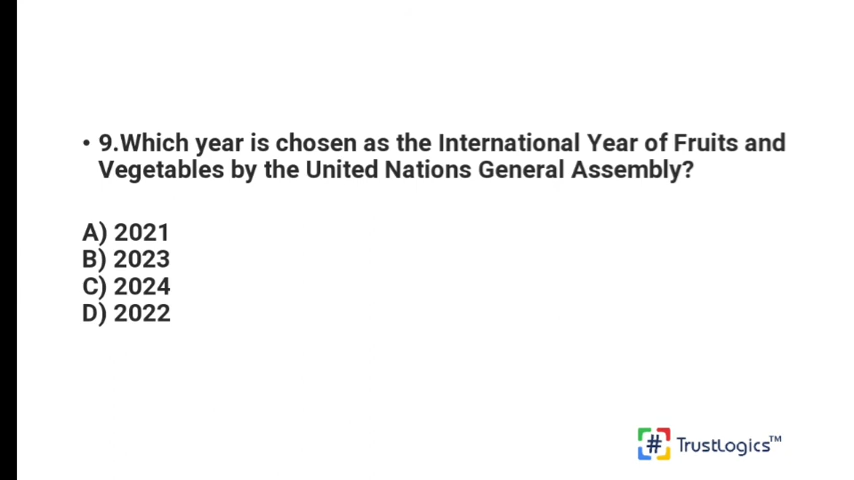 • 9.Which year is chosen as the International Year of Fruits and
Vegetables by the United Nations General Assembly?
A) 2021
B) 2023
C) 2024
D) 2022
# TrustLogics™